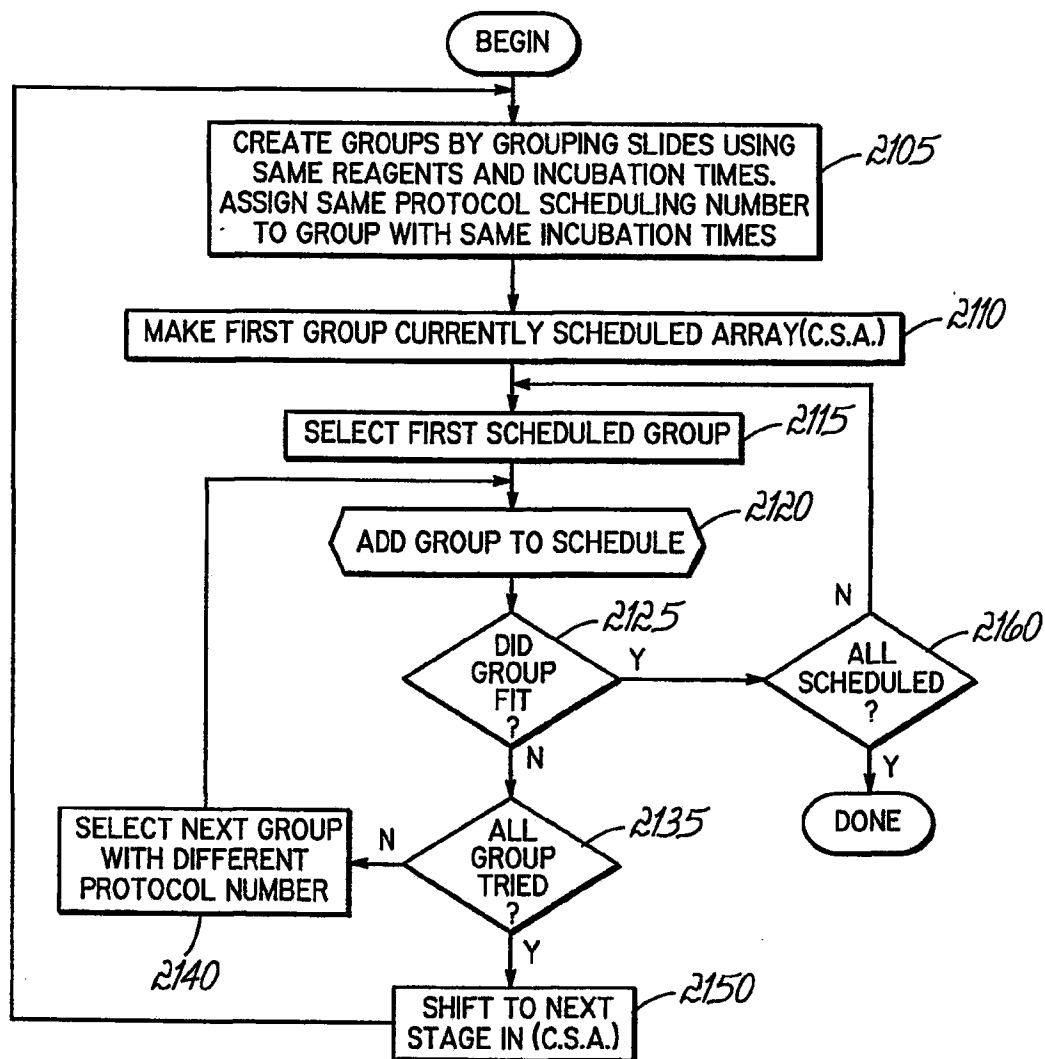 BEGIN
CREATE GROUPS BY GROUPING SLIDES USING
SAME REAGENTS AND INCUBATION TIMES.
ASSIGN SAME PROTOCOL SCHEDULING NUMBER
TO GROUP WITH SAME INCUBATION TIMES
2105
MAKE FIRST GROUP CURRENTLY SCHEDULED ARRAY(C.S.A.)
2110
SELECT FIRST SCHEDULED GROUP
2115
ADD GROUP TO SCHEDULE
2120
DID
GROUP
FIT
?
2125
Y
N
ALL
SCHEDULED
?
2160
N
Y
DONE
ALL
GROUP
TRIED
?
2135
N
Y
SELECT NEXT GROUP
WITH DIFFERENT
PROTOCOL NUMBER
2140
SHIFT TO NEXT
STAGE IN (C.S.A.)
2150